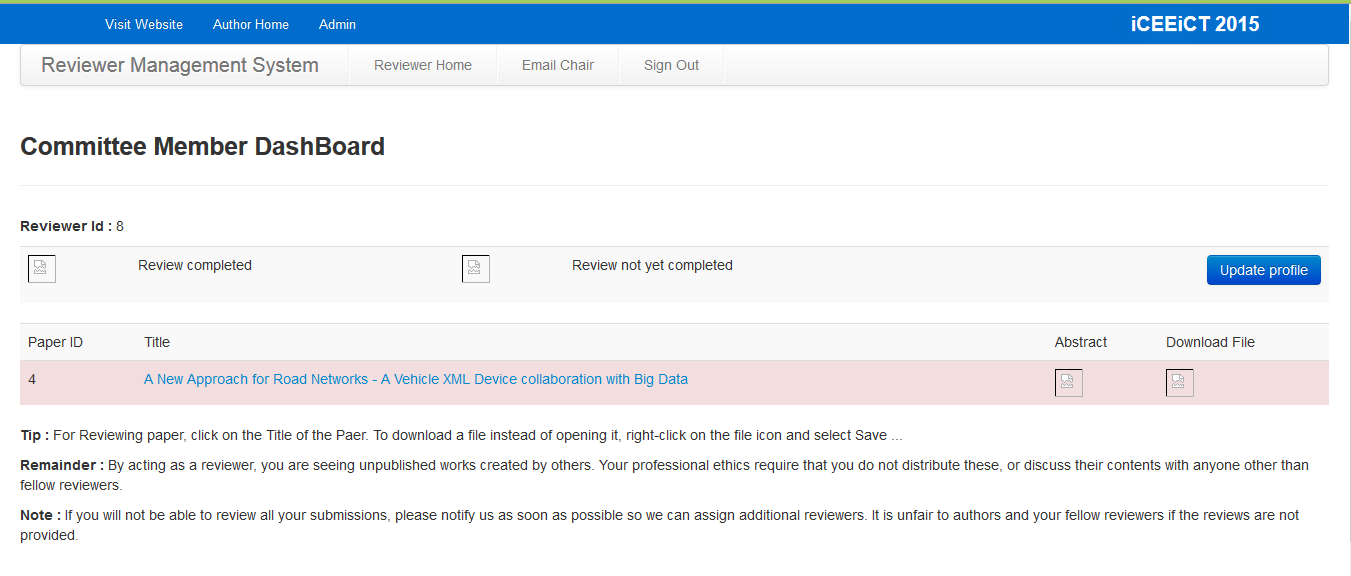 Visit Website Author Home Admin iCEEiCT 2015
Reviewer Management System Reviewer Home Email Chair Sign Out
Committee Member DashBoard
Reviewer Id : 8
Review completed Review not yet completed Update profile
Paper ID Title Abstract Download File
4 A New Approach for Road Networks - A Vehicle XML Device collaboration with Big Data
Tip : For Reviewing paper, click on the Title of the Paer. To download a file instead of opening it, right-click on the file icon and select Save ...
Remainder : By acting as a reviewer, you are seeing unpublished works created by others. Your professional ethics require that you do not distribute these, or discuss their contents with anyone other than
fellow reviewers.
Note : If you will not be able to review all your submissions, please notify us as soon as possible so we can assign additional reviewers. It is unfair to authors and your fellow reviewers if the reviews are not
provided.